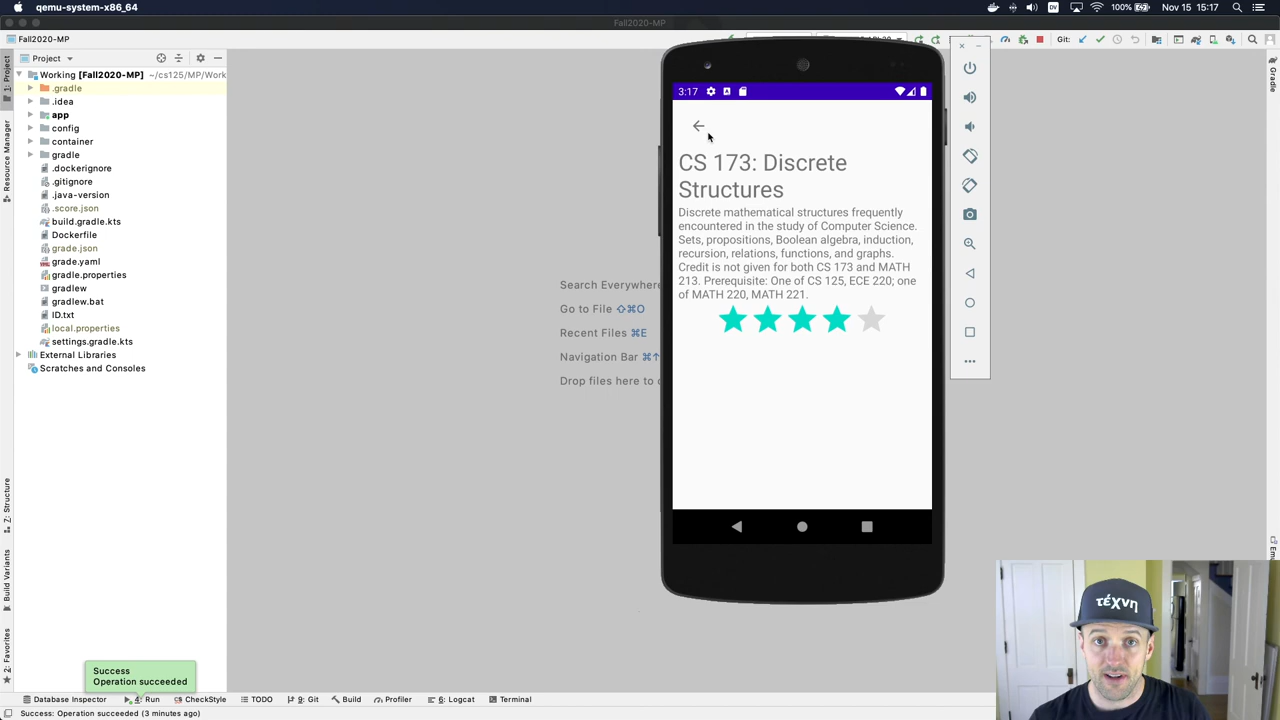 qemu-system-x86_64
100%
Nov 15 15:17
Fall2020-MP
Fall2020-MP
Git:
Project
Working [Fall2020-MP] ~/cs125/MP/Work
.gradle
.idea
app
config
container
gradle
.dockerignore
.gitignore
.java-version
.score.json
build.gradle.kts
Dockerfile
grade.json
grade.yaml
gradle.properties
gradlew
gradlew.bat
ID.txt
local.properties
settings.gradle.kts
External Libraries
Scratches and Consoles
1: Project
Resource Manager
Z: Structure
Build Variants
2: Favorites
Gradle
Search Everywhere
Go to File ⇧⌘O
Recent Files ⌘E
Navigation Bar ⌘↑
Drop files here to
3:17
CS 173: Discrete
Structures
Discrete mathematical structures frequently
encountered in the study of Computer Science.
Sets, propositions, Boolean algebra, induction,
recursion, relations, functions, and graphs.
Credit is not given for both CS 173 and MATH
213. Prerequisite: One of CS 125, ECE 220; one
of MATH 220, MATH 221.
τέχνη
Success
Operation succeeded
Database Inspector
4: Run
CheckStyle
TODO
9: Git
Build
Profiler
6: Logcat
Terminal
Success: Operation succeeded (3 minutes ago)